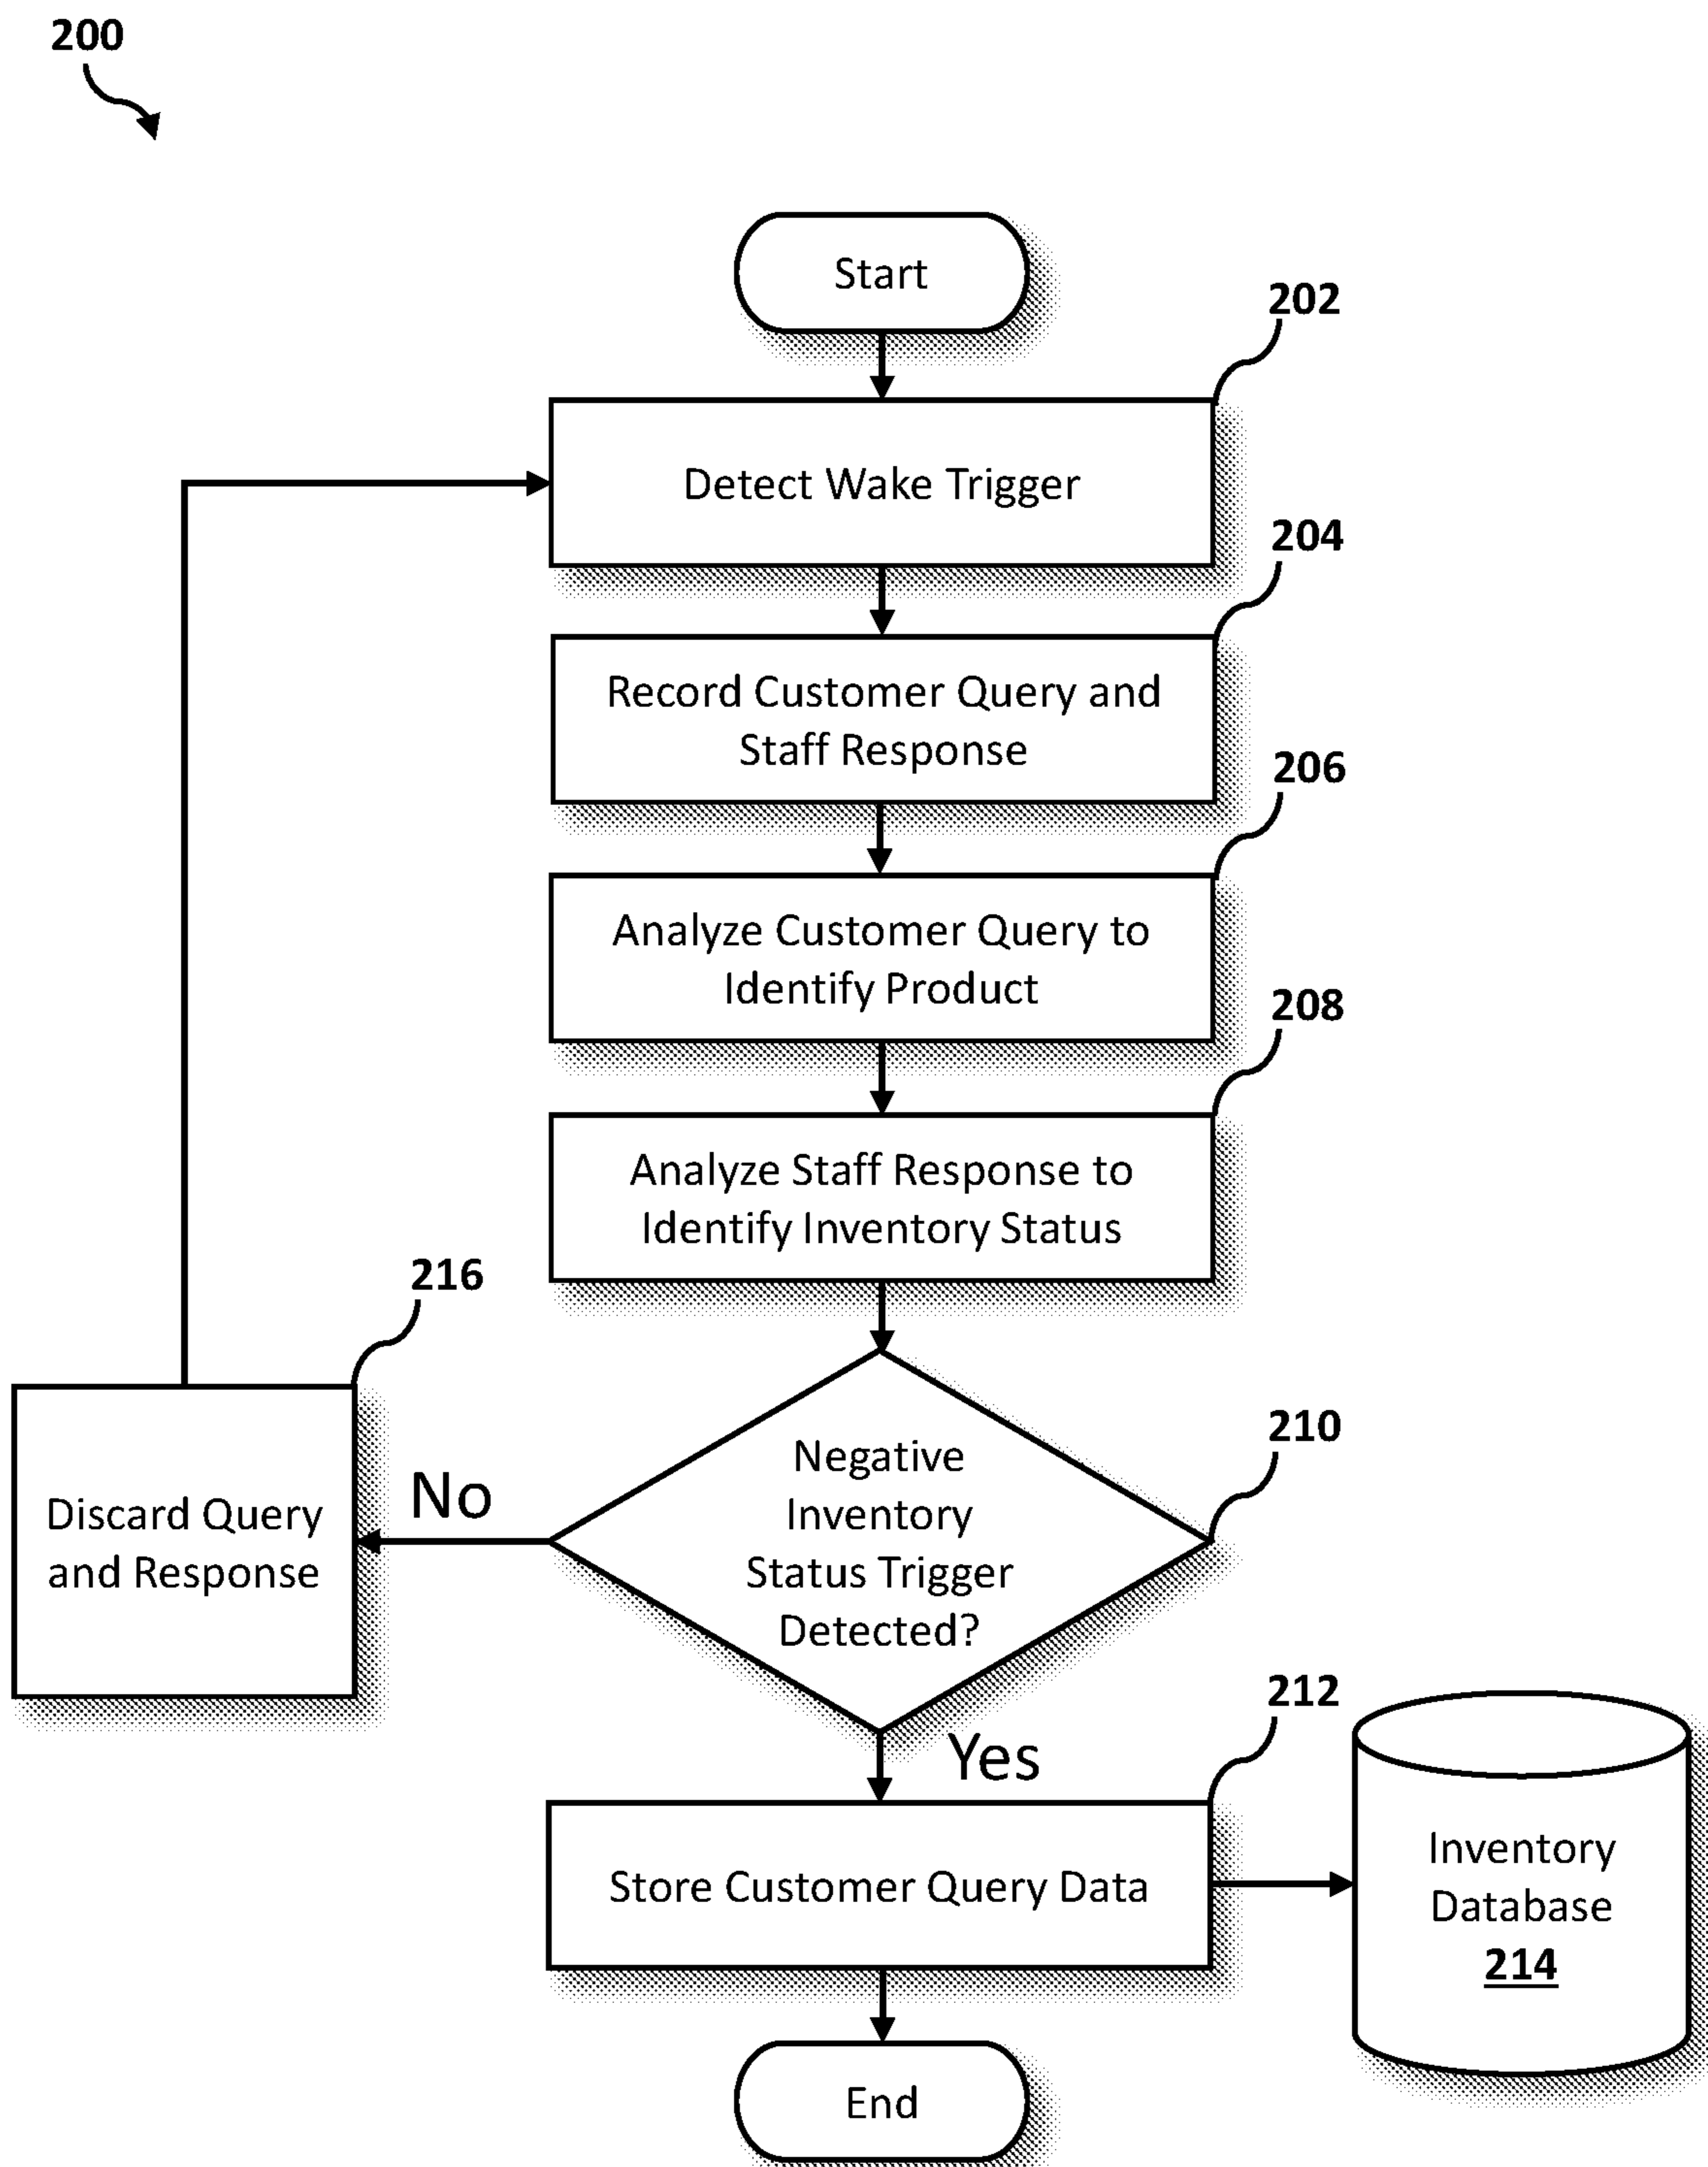 200
Start
202
Detect Wake Trigger
204
Record Customer Query and
Staff Response
206
Analyze Customer Query to
Identify Product
208
Analyze Staff Response to
Identify Inventory Status
216
210
Negative
Inventory
Status Trigger
Detected?
No
Discard Query
and Response
Yes
212
Store Customer Query Data
Inventory
Database
214
End